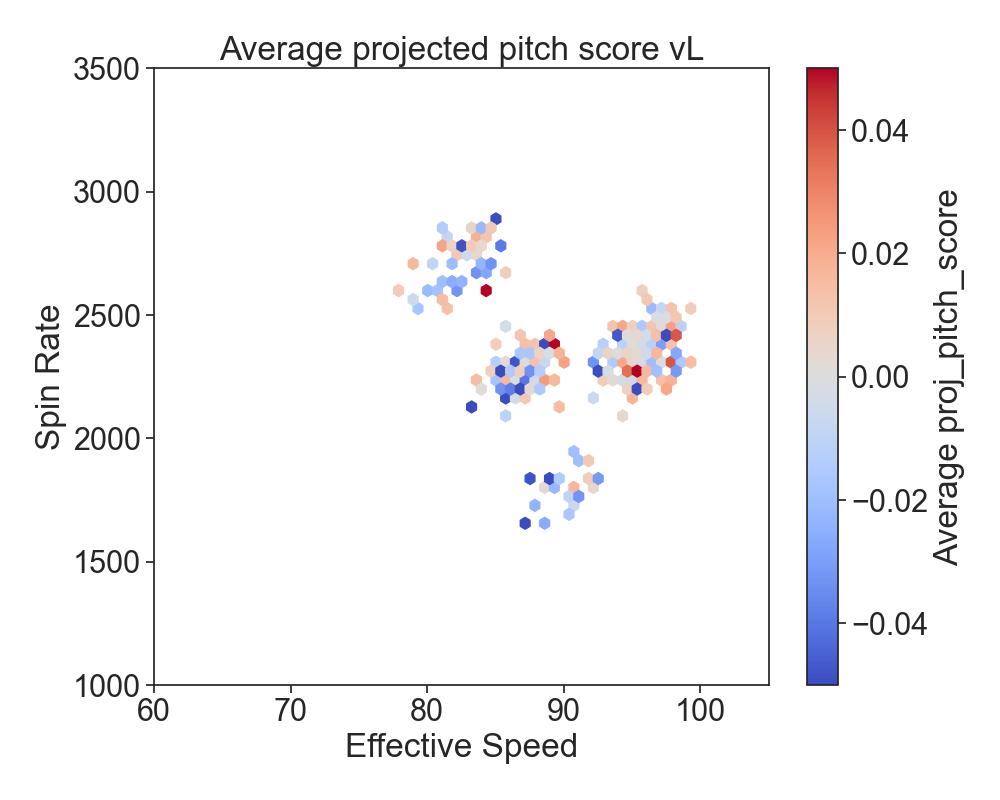 Average projected pitch score vL
3500
3000
2500
2000
1500
1000
Spin Rate
60 70 80 90 100
Effective Speed
0.04
0.02
0.00
−0.02
−0.04
Average proj_pitch_score